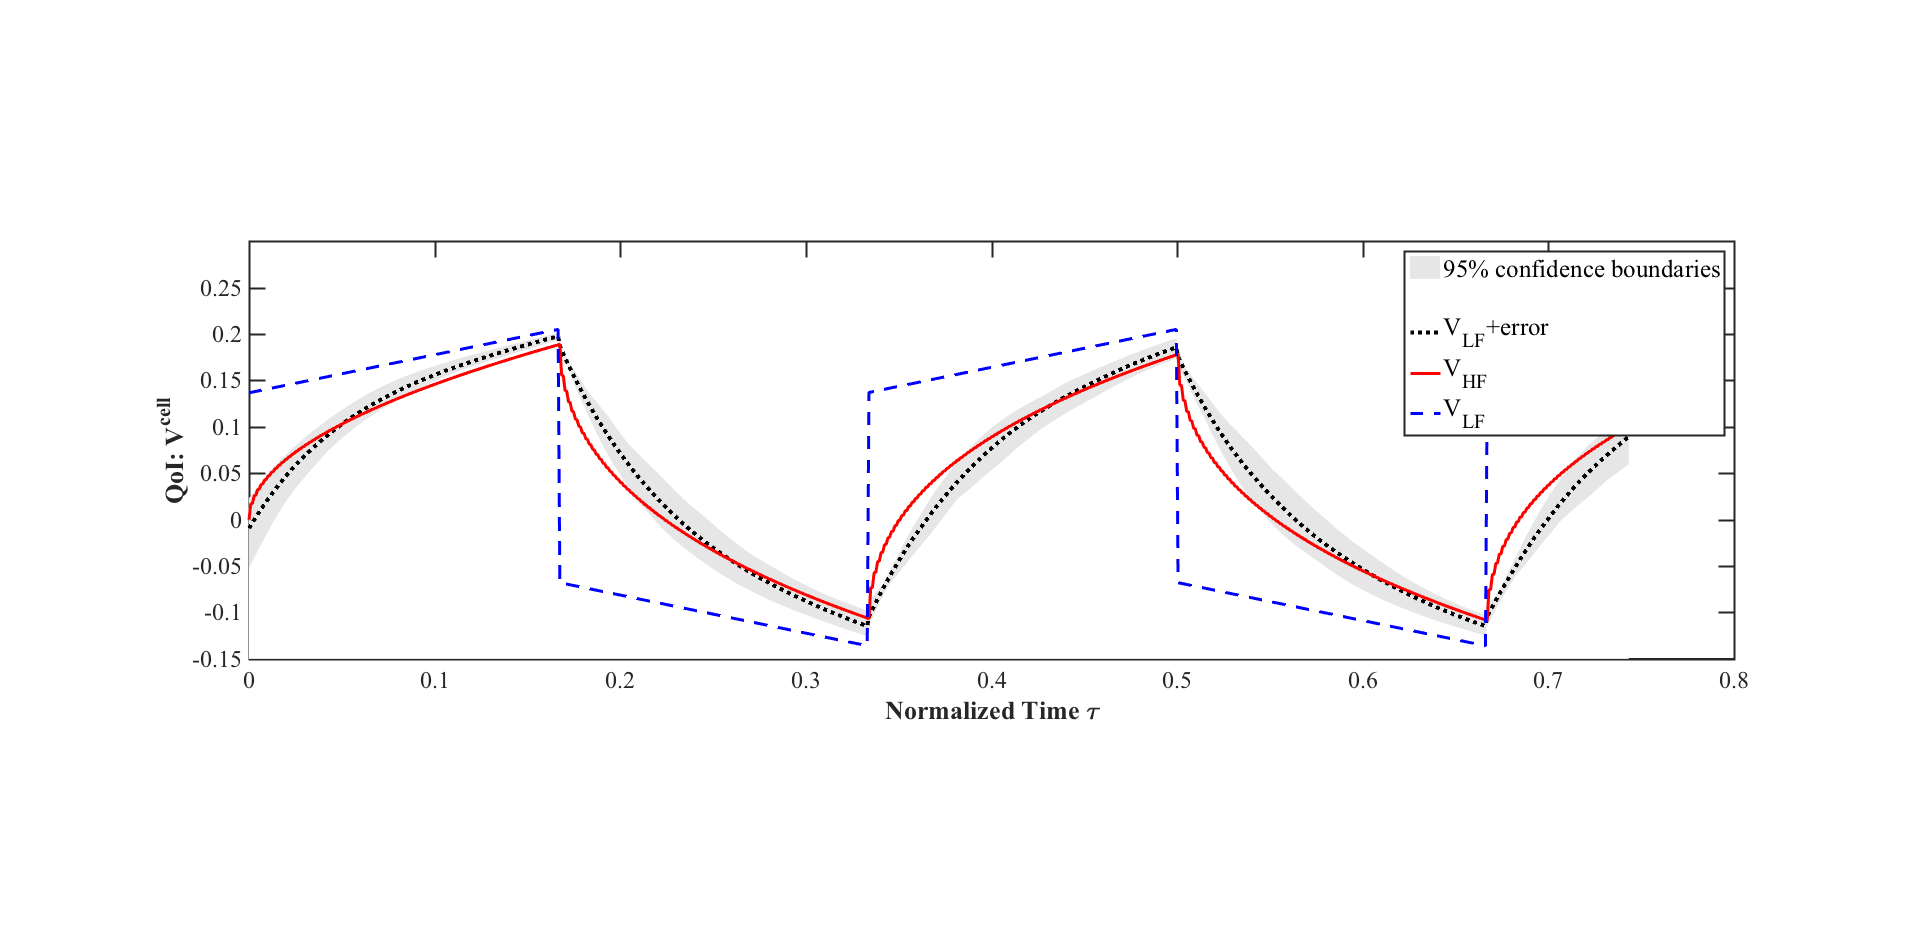 0.25
0.2
0.15
0.1
0.05
0
-0.05
-0.1
-0.15
QoI: V^cell
0 0.1 0.2 0.3 0.4 0.5 0.6 0.7 0.8
Normalized Time τ
95% confidence boundaries
V_LF+error
V_HF
V_LF